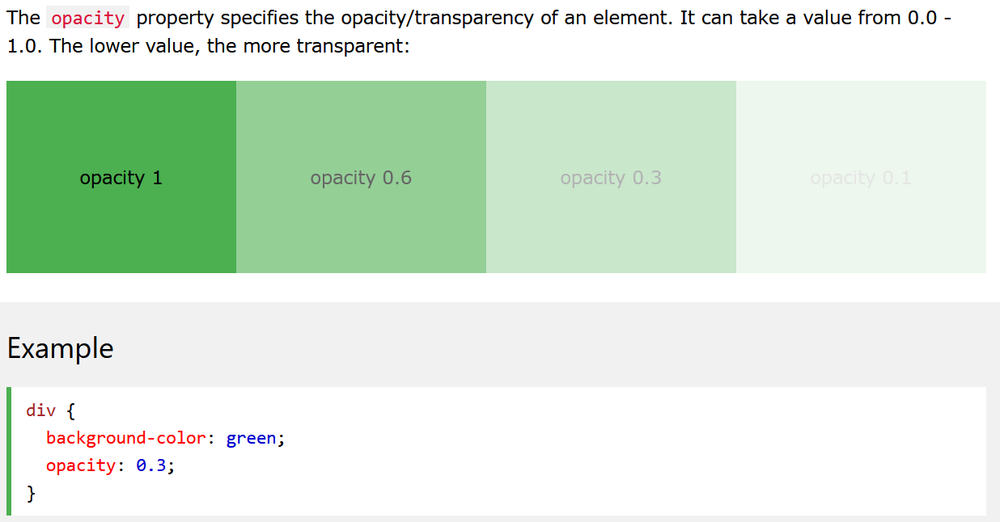 The opacity property specifies the opacity/transparency of an element. It can take a value from 0.0 -
1.0. The lower value, the more transparent:
opacity 1
opacity 0.6
opacity 0.3
opacity 0.1
Example
div {
  background-color: green;
  opacity: 0.3;
}